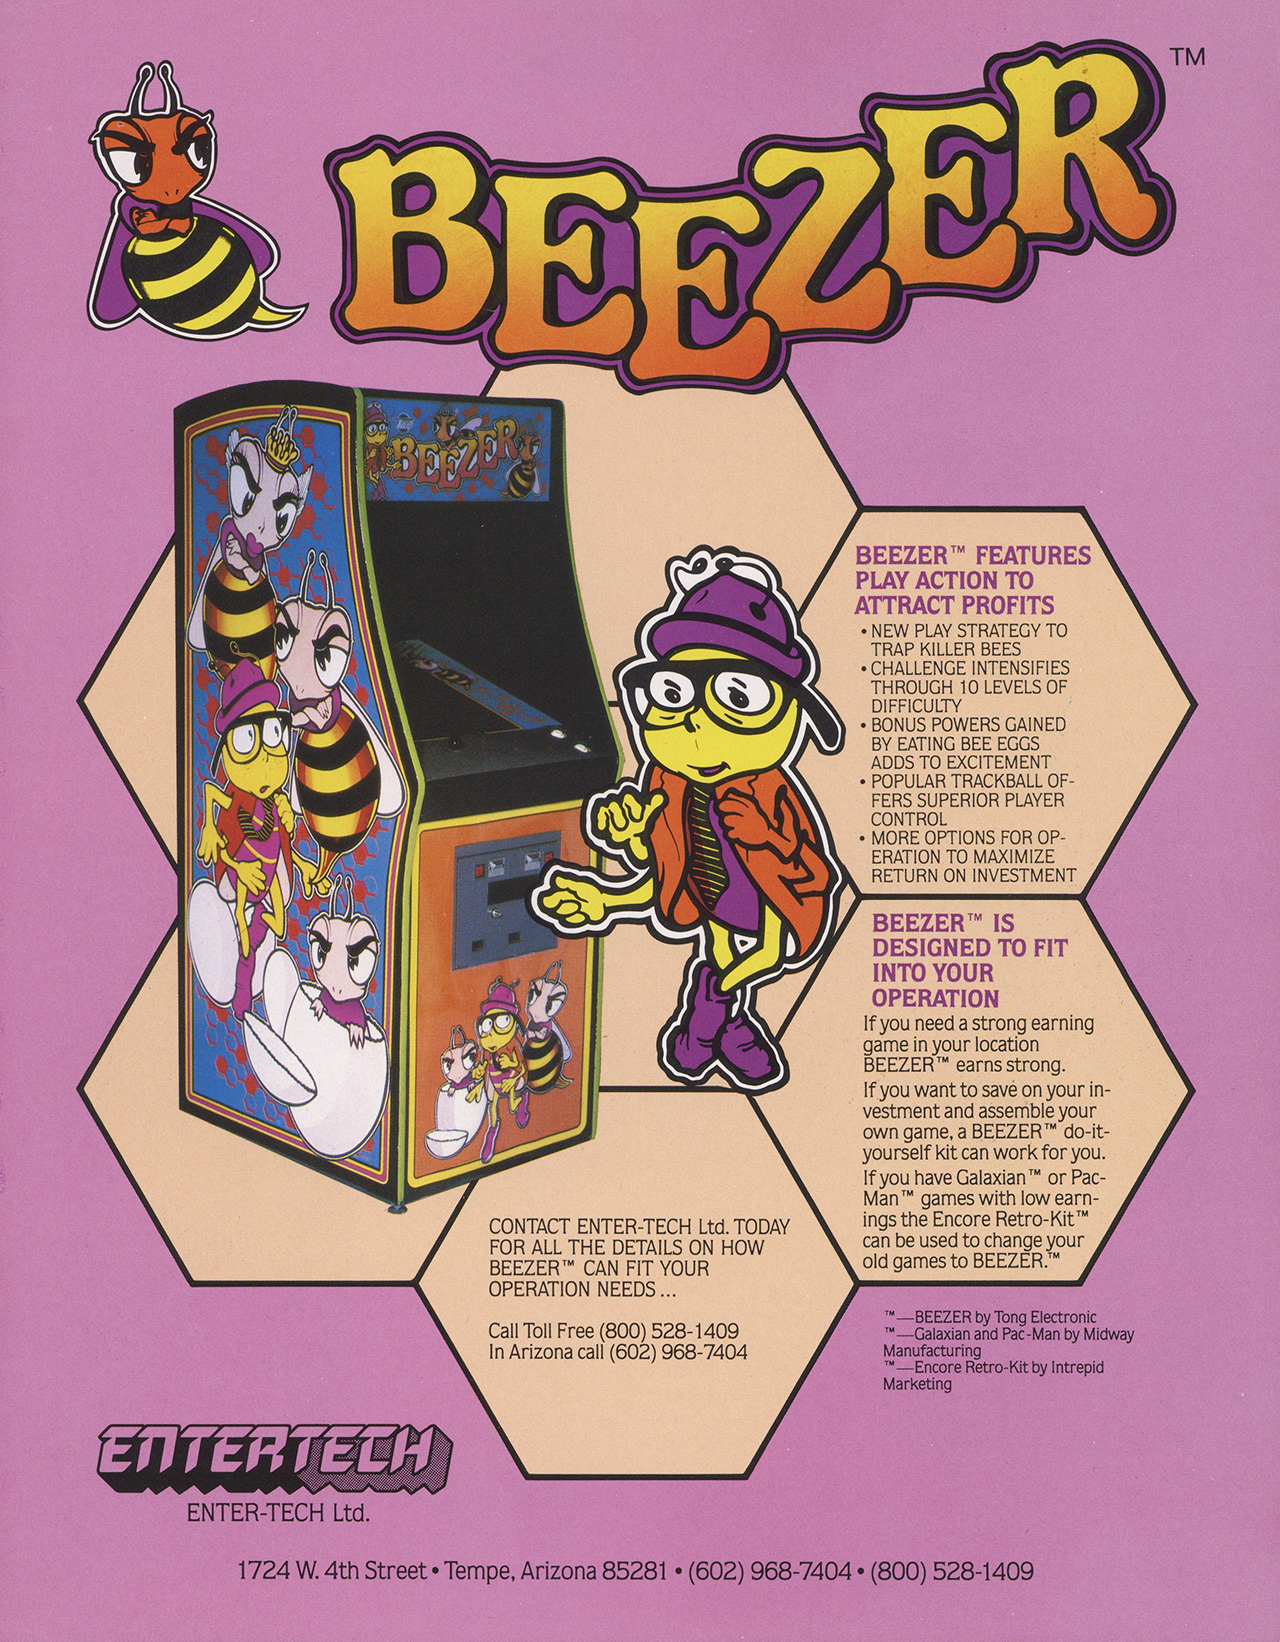 BEEZER™
BEEZER
BEEZER™ FEATURES
PLAY ACTION TO
ATTRACT PROFITS
• NEW PLAY STRATEGY TO
TRAP KILLER BEES
• CHALLENGE INTENSIFIES
THROUGH 10 LEVELS OF
DIFFICULTY
• BONUS POWERS GAINED
BY EATING BEE EGGS
ADDS TO EXCITEMENT
• POPULAR TRACKBALL OF-
FERS SUPERIOR PLAYER
CONTROL
• MORE OPTIONS FOR OP-
ERATION TO MAXIMIZE
RETURN ON INVESTMENT
BEEZER™ IS
DESIGNED TO FIT
INTO YOUR
OPERATION
If you need a strong earning
game in your location
BEEZER™ earns strong.
If you want to save on your in-
vestment and assemble your
own game, a BEEZER™ do-it-
yourself kit can work for you.
If you have Galaxian™ or Pac-
Man™ games with low earn-
ings the Encore Retro-Kit™
can be used to change your
old games to BEEZER.™
CONTACT ENTER-TECH Ltd. TODAY
FOR ALL THE DETAILS ON HOW
BEEZER™ CAN FIT YOUR
OPERATION NEEDS...
Call Toll Free (800) 528-1409
In Arizona call (602) 968-7404
™—BEEZER by Tong Electronic
™—Galaxian and Pac-Man by Midway
Manufacturing
™—Encore Retro-Kit by Intrepid
Marketing
ENTERTECH
ENTER-TECH Ltd.
1724 W. 4th Street • Tempe, Arizona 85281 • (602) 968-7404 • (800) 528-1409